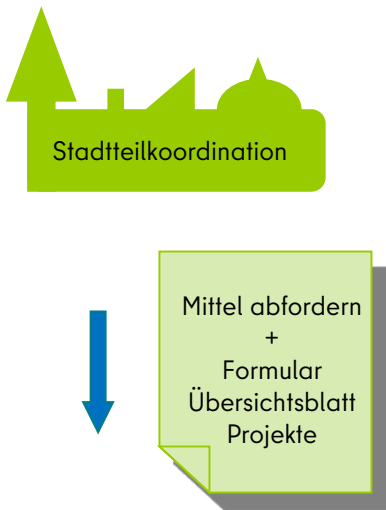 Stadtteilkoordination
Mittel abfordern
+
Formular
Übersichtsblatt
Projekte